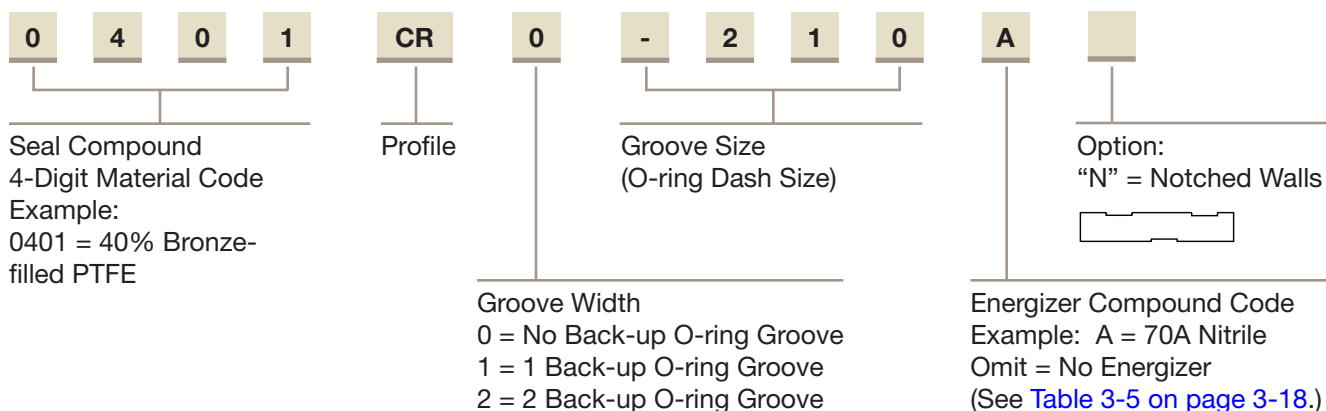 0 4 0 1 CR 0 - 2 1 0 A
Seal Compound
4-Digit Material Code
Example:
0401 = 40% Bronze-
filled PTFE
Profile
Groove Size
(O-ring Dash Size)
Option:
“N” = Notched Walls
Groove Width
0 = No Back-up O-ring Groove
1 = 1 Back-up O-ring Groove
2 = 2 Back-up O-ring Groove
Energizer Compound Code
Example: A = 70A Nitrile
Omit = No Energizer
(See Table 3-5 on page 3-18.)